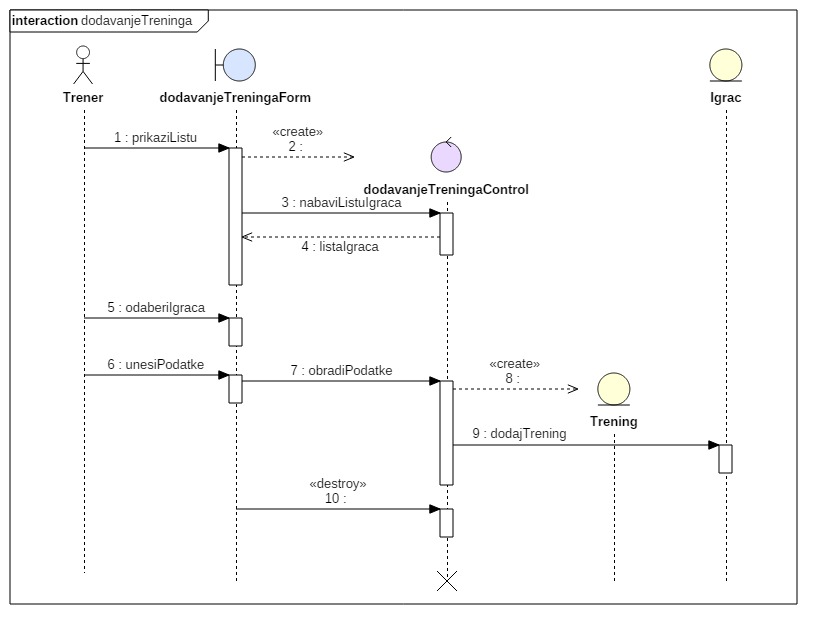 interaction dodavanjeTreninga
Trener
dodavanjeTreningaForm
Igrac
1 : prikaziListu
«create»
2 :
dodavanjeTreningaControl
3 : nabaviListuIgraca
4 : listaIgraca
5 : odaberiIgraca
6 : unesiPodatke
7 : obradiPodatke
«create»
8 :
Trening
9 : dodajTrening
«destroy»
10 :